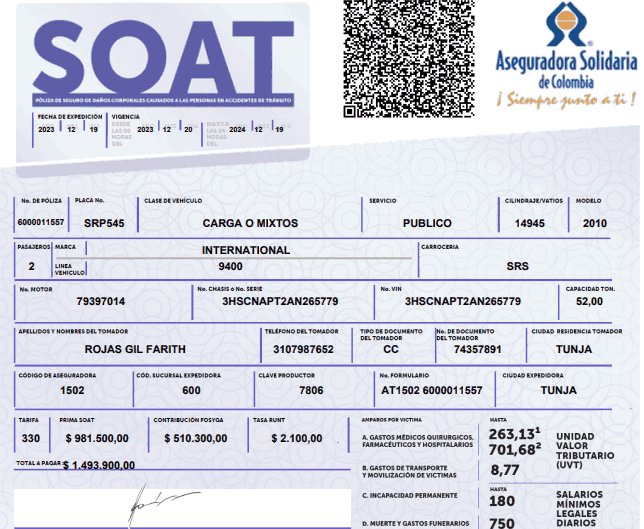 SOAT
PÓLIZA DE SEGURO DE DAÑOS CORPORALES CAUSADOS A LAS PERSONAS EN ACCIDENTES DE TRÁNSITO
Aseguradora Solidaria
de Colombia
¡ Siempre junto a ti !
FECHA DE EXPEDICIÓN VIGENCIA
2023 12 19 DESDE LAS 00 HORAS DEL 2023 12 20 HASTA LAS 24 HORAS DEL 2024 12 19
No. DE PÓLIZA PLACA No. CLASE DE VEHÍCULO SERVICIO CILINDRAJE/VATIOS MODELO
6000011557 SRP545 CARGA O MIXTOS PUBLICO 14945 2010
PASAJEROS MARCA INTERNATIONAL CARROCERIA
2 LINEA VEHICULO 9400 SRS
No. MOTOR No. CHASIS ó No. SERIE No. VIN CAPACIDAD TON.
79397014 3HSCNAPT2AN265779 3HSCNAPT2AN265779 52,00
APELLIDOS Y NOMBRES DEL TOMADOR TELÉFONO DEL TOMADOR TIPO DE DOCUMENTO DEL TOMADOR No. DE DOCUMENTO DEL TOMADOR CIUDAD RESIDENCIA TOMADOR
ROJAS GIL FARITH 3107987652 CC 74357891 TUNJA
CÓDIGO DE ASEGURADORA CÓD. SUCURSAL EXPEDIDORA CLAVE PRODUCTOR No. FORMULARIO CIUDAD EXPEDIDORA
1502 600 7806 AT1502 6000011557 TUNJA
TARIFA PRIMA SOAT CONTRIBUCIÓN FOSYGA TASA RUNT
330 $ 981.500,00 $ 510.300,00 $ 2.100,00
TOTAL A PAGAR $ 1.493.900,00
AMPAROS POR VICTIMA HASTA
A. GASTOS MÉDICOS QUIRURGICOS, FARMACÉUTICOS Y HOSPITALARIOS 263,13¹
701,68²
B. GASTOS DE TRANSPORTE Y MOVILIZACIÓN DE VICTIMAS 8,77
UNIDAD VALOR TRIBUTARIO (UVT)
C. INCAPACIDAD PERMANENTE HASTA 180
D. MUERTE Y GASTOS FUNERARIOS 750
SALARIOS MÍNIMOS LEGALES DIARIOS